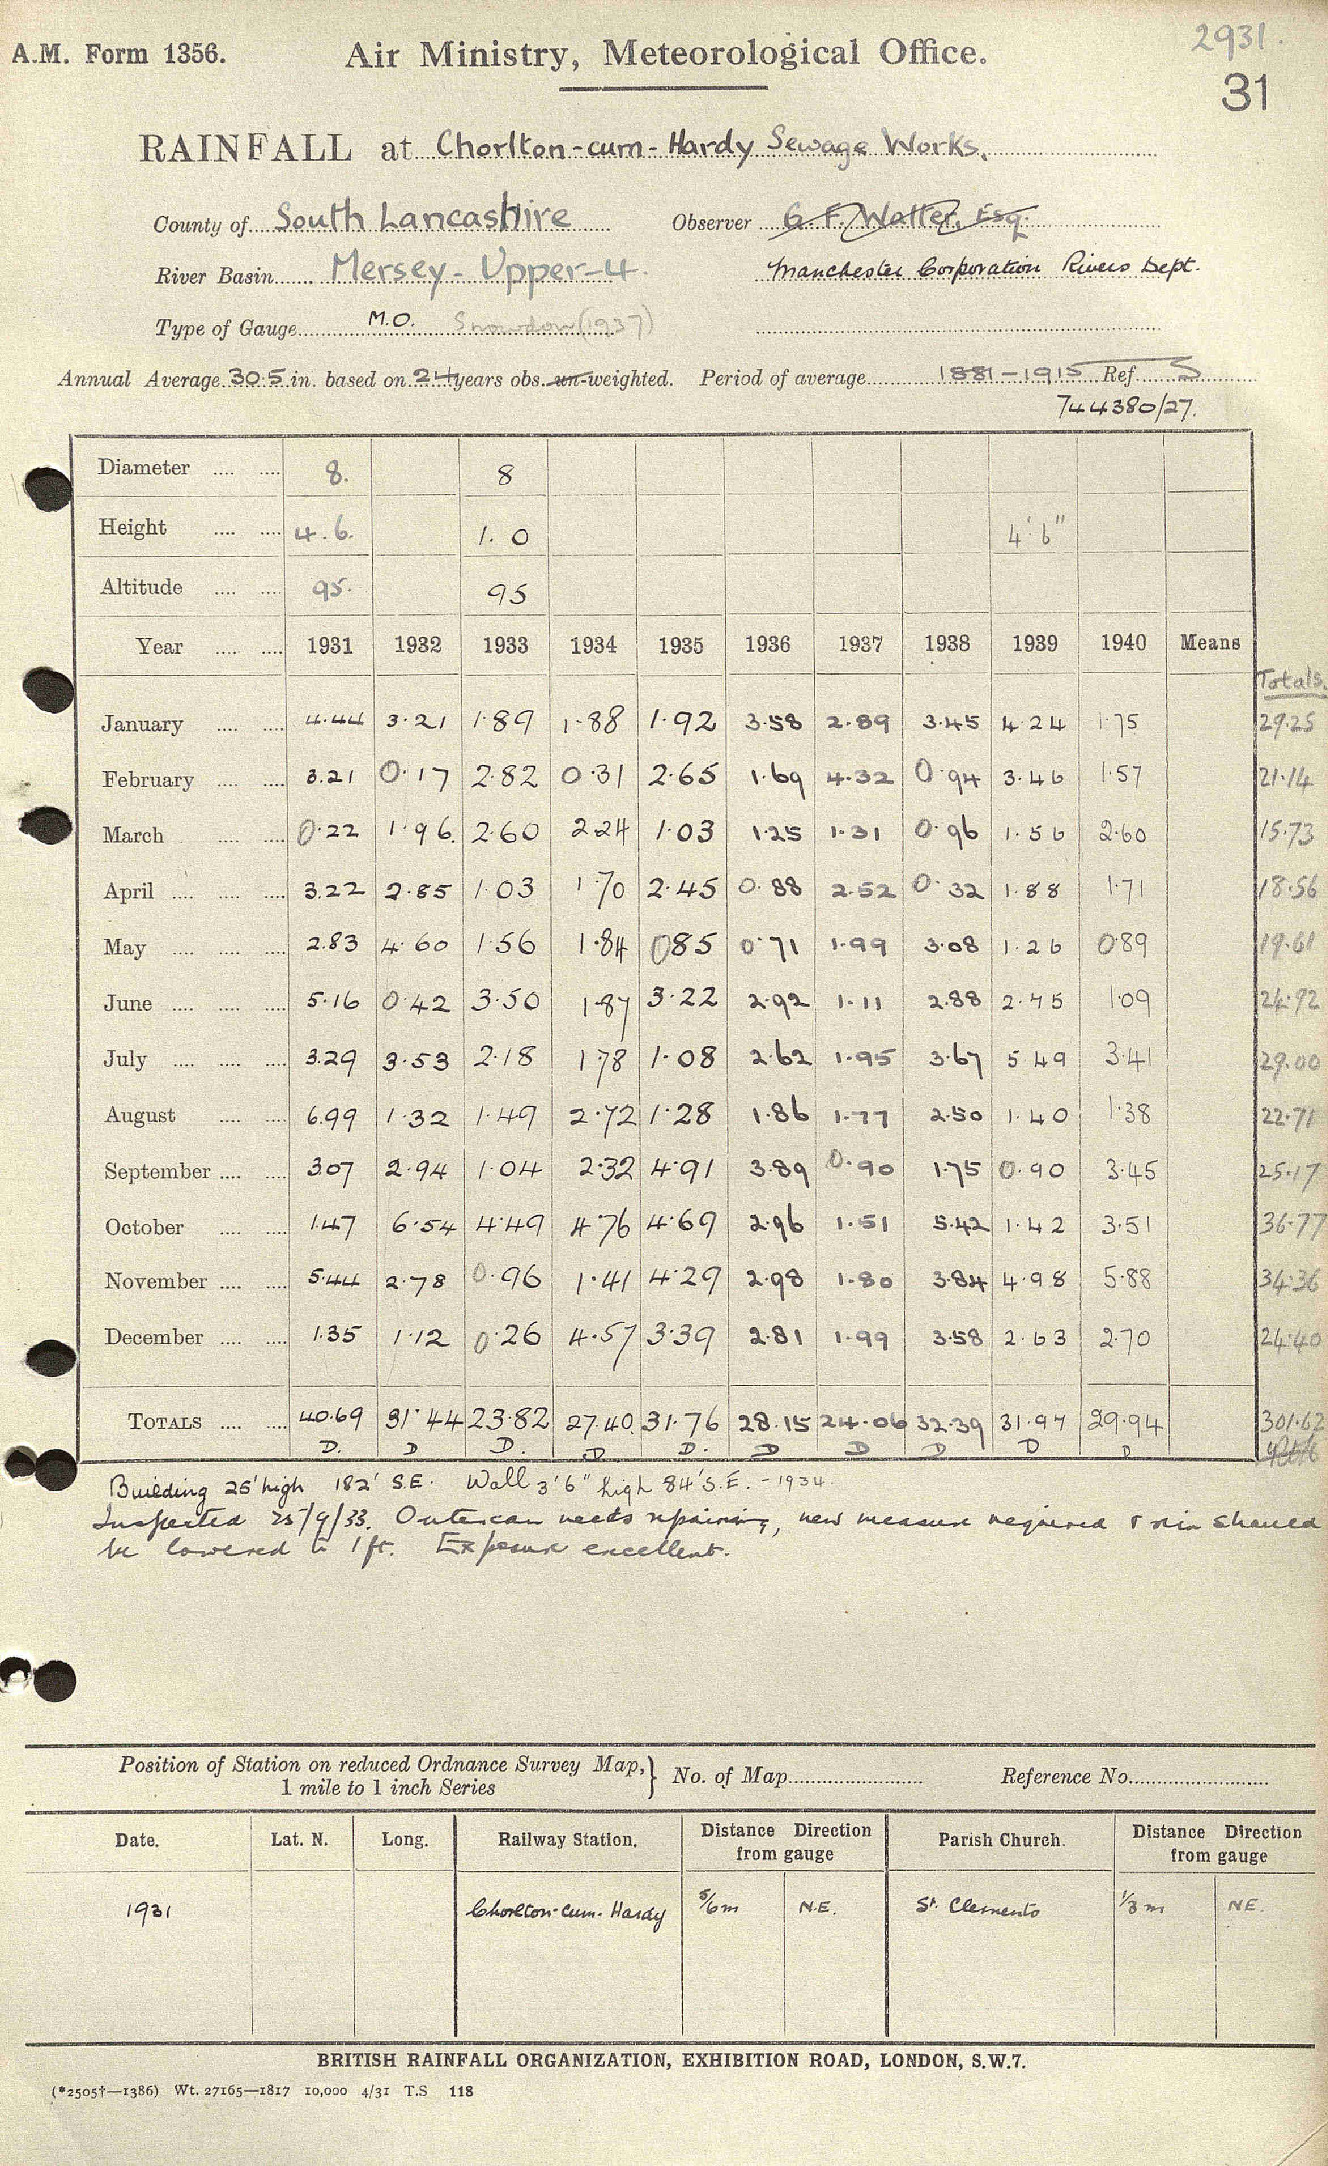 2931.
A.M. Form 1356. Air Ministry, Meteorological Office.
31
RAINFALL at Chorlton-cum-Hardy Sewage Works.
County of South Lancashire Observer G. F. Watter, Esq.
River Basin Mersey - Upper - 4. Manchester Corporation Rivers Dept.
Type of Gauge M.O. Snowdon (1937)
Annual Average 30.5 in. based on 24 years obs. un-weighted. Period of average 1881-1915 Ref. S
744380/27.
Diameter .... .... 8. 8
Height .... .... 4.6. 1.0 4'6"
Altitude .... .... 95. 95
Year .... .... 1931 1932 1933 1934 1935 1936 1937 1938 1939 1940 Means
Totals.
January .... .... 4.44 3.21 1.89 1.88 1.92 3.58 2.89 3.45 4.24 1.75 29.25
February .... .... 3.21 0.17 2.82 0.31 2.65 1.69 4.32 0.94 3.46 1.57 21.14
March .... .... 0.22 1.96 2.60 2.24 1.03 1.25 1.31 0.96 1.56 2.60 15.73
April .... .... .... 3.22 2.85 1.03 1.70 2.45 0.88 2.52 0.32 1.88 1.71 18.56
May .... .... .... 2.83 4.60 1.56 1.84 0.85 0.71 1.99 3.08 1.26 0.89 19.61
June .... .... .... 5.16 0.42 3.50 1.87 3.22 2.92 1.11 2.88 2.75 1.09 24.92
July .... .... .... 3.29 3.53 2.18 1.78 1.08 2.62 1.95 3.67 5.49 3.41 29.00
August .... .... 6.99 1.32 1.49 2.72 1.28 1.86 1.77 2.50 1.40 1.38 22.71
September .... .... 3.07 2.94 1.04 2.32 4.91 3.89 0.90 1.75 0.90 3.45 25.17
October .... .... 1.47 6.54 4.49 4.76 4.69 2.96 1.51 5.42 1.42 3.51 36.77
November .... .... 5.44 2.78 0.96 1.41 4.29 2.98 1.80 3.84 4.98 5.88 34.36
December .... .... 1.35 1.12 0.26 4.57 3.39 2.81 1.99 3.58 2.63 2.70 24.40
TOTALS .... .... 40.69 31.44 23.82 27.40 31.76 28.15 24.06 32.39 31.97 29.94 301.62
D. D D. D D. D D D D D
Building 25' high 182' S.E. Wall 3'6" high 84' S.E. - 1934
Inspected 25/9/33. Outer can needs repairing, new measure required & rim should
be lowered to 1 ft. Exposure excellent.
Position of Station on reduced Ordnance Survey Map, } No. of Map Reference No.
1 mile to 1 inch Series
Date. Lat. N. Long. Railway Station. Distance Direction from gauge Parish Church. Distance Direction from gauge
1931 Chorlton-cum-Hardy 5/6 m N.E. St. Clements 1/3 m N.E.
BRITISH RAINFALL ORGANIZATION, EXHIBITION ROAD, LONDON, S.W.7.
(*2505†—1386) Wt. 27165—1817 10,000 4/31 T.S 118